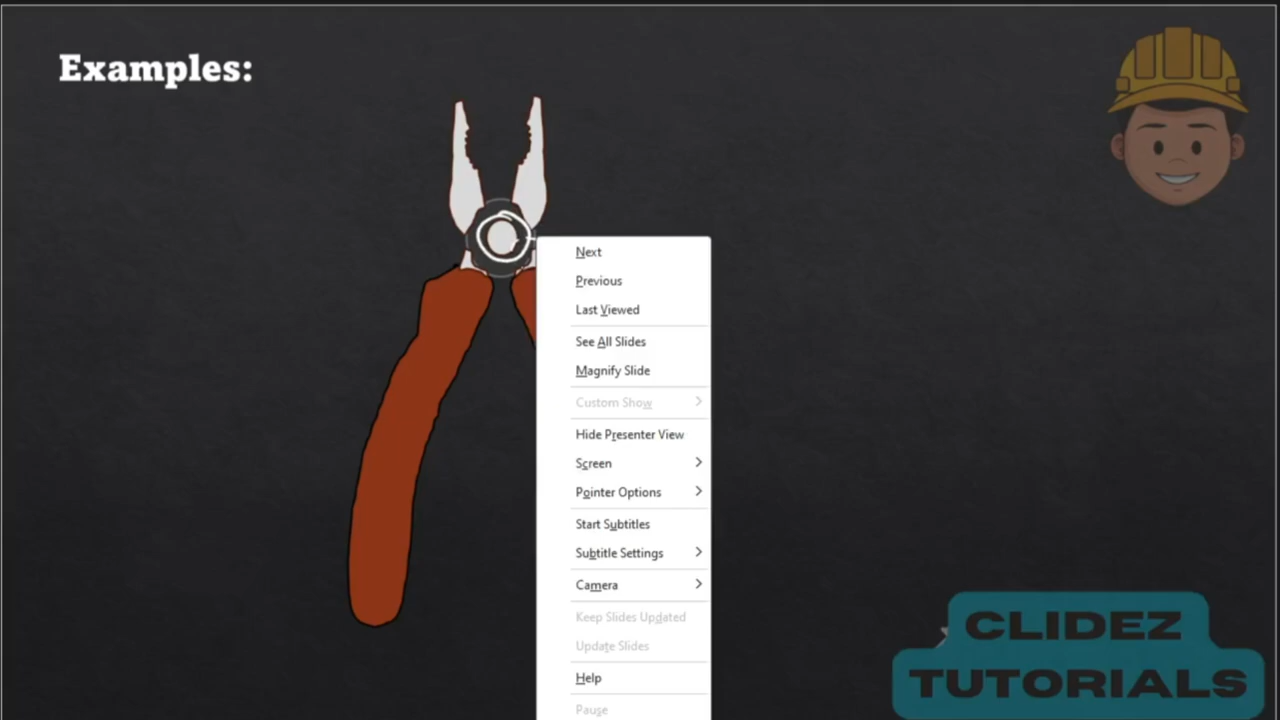 Examples:
Next
Previous
Last Viewed
See All Slides
Magnify Slide
Custom Show
Hide Presenter View
Screen
Pointer Options
Start Subtitles
Subtitle Settings
Camera
Keep Slides Updated
Update Slides
Help
Pause
CLIDEZ
TUTORIALS